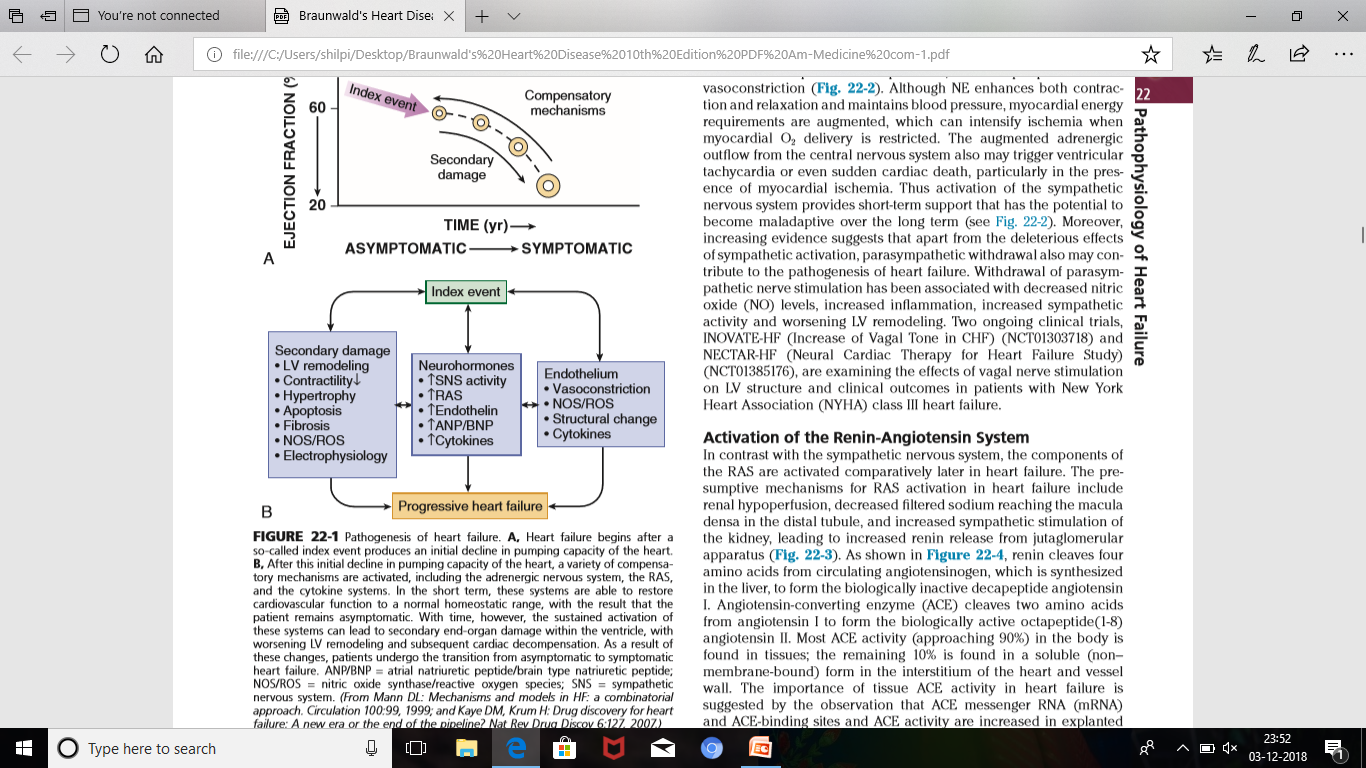 You're not connected
Braunwald's Heart Disea
file:///C:/Users/shilpi/Desktop/Braunwald's%20Heart%20Disease%2010th%20Edition%20PDF%20Am-Medicine%20com-1.pdf
EJECTION FRACTION (%
60
20
Index event
Compensatory
mechanisms
Secondary
damage
TIME (yr)
ASYMPTOMATIC SYMPTOMATIC
A
Index event
Secondary damage
• LV remodeling
• Contractility↓
• Hypertrophy
• Apoptosis
• Fibrosis
• NOS/ROS
• Electrophysiology
Neurohormones
• ↑SNS activity
• ↑RAS
• ↑Endothelin
• ↑ANP/BNP
• ↑Cytokines
Endothelium
• Vasoconstriction
• NOS/ROS
• Structural change
• Cytokines
Progressive heart failure
B
FIGURE 22-1 Pathogenesis of heart failure. A, Heart failure begins after a
so-called index event produces an initial decline in pumping capacity of the heart.
B, After this initial decline in pumping capacity of the heart, a variety of compensa-
tory mechanisms are activated, including the adrenergic nervous system, the RAS,
and the cytokine systems. In the short term, these systems are able to restore
cardiovascular function to a normal homeostatic range, with the result that the
patient remains asymptomatic. With time, however, the sustained activation of
these systems can lead to secondary end-organ damage within the ventricle, with
worsening LV remodeling and subsequent cardiac decompensation. As a result of
these changes, patients undergo the transition from asymptomatic to symptomatic
heart failure. ANP/BNP = atrial natriuretic peptide/brain type natriuretic peptide;
NOS/ROS = nitric oxide synthase/reactive oxygen species; SNS = sympathetic
nervous system. (From Mann DL: Mechanisms and models in HF: a combinatorial
approach. Circulation 100:99, 1999; and Kaye DM, Krum H: Drug discovery for heart
failure: A new era or the end of the pipeline? Nat Rev Drug Discov 6:127, 2007.)
vasoconstriction (Fig. 22-2). Although NE enhances both contrac-
tion and relaxation and maintains blood pressure, myocardial energy
requirements are augmented, which can intensify ischemia when
myocardial O₂ delivery is restricted. The augmented adrenergic
outflow from the central nervous system also may trigger ventricular
tachycardia or even sudden cardiac death, particularly in the pres-
ence of myocardial ischemia. Thus activation of the sympathetic
nervous system provides short-term support that has the potential to
become maladaptive over the long term (see Fig. 22-2). Moreover,
increasing evidence suggests that apart from the deleterious effects
of sympathetic activation, parasympathetic withdrawal also may con-
tribute to the pathogenesis of heart failure. Withdrawal of parasym-
pathetic nerve stimulation has been associated with decreased nitric
oxide (NO) levels, increased inflammation, increased sympathetic
activity and worsening LV remodeling. Two ongoing clinical trials,
INOVATE-HF (Increase of Vagal Tone in CHF) (NCT01303718) and
NECTAR-HF (Neural Cardiac Therapy for Heart Failure Study)
(NCT01385176), are examining the effects of vagal nerve stimulation
on LV structure and clinical outcomes in patients with New York
Heart Association (NYHA) class III heart failure.
Activation of the Renin-Angiotensin System
In contrast with the sympathetic nervous system, the components of
the RAS are activated comparatively later in heart failure. The pre-
sumptive mechanisms for RAS activation in heart failure include
renal hypoperfusion, decreased filtered sodium reaching the macula
densa in the distal tubule, and increased sympathetic stimulation of
the kidney, leading to increased renin release from jutaglomerular
apparatus (Fig. 22-3). As shown in Figure 22-4, renin cleaves four
amino acids from circulating angiotensinogen, which is synthesized
in the liver, to form the biologically inactive decapeptide angiotensin
I. Angiotensin-converting enzyme (ACE) cleaves two amino acids
from angiotensin I to form the biologically active octapeptide(1-8)
angiotensin II. Most ACE activity (approaching 90%) in the body is
found in tissues; the remaining 10% is found in a soluble (non–
membrane-bound) form in the interstitium of the heart and vessel
wall. The importance of tissue ACE activity in heart failure is
suggested by the observation that ACE messenger RNA (mRNA)
and ACE-binding sites and ACE activity are increased in explanted
22
Pathophysiology of Heart Failure
Type here to search
23:52
03-12-2018
1